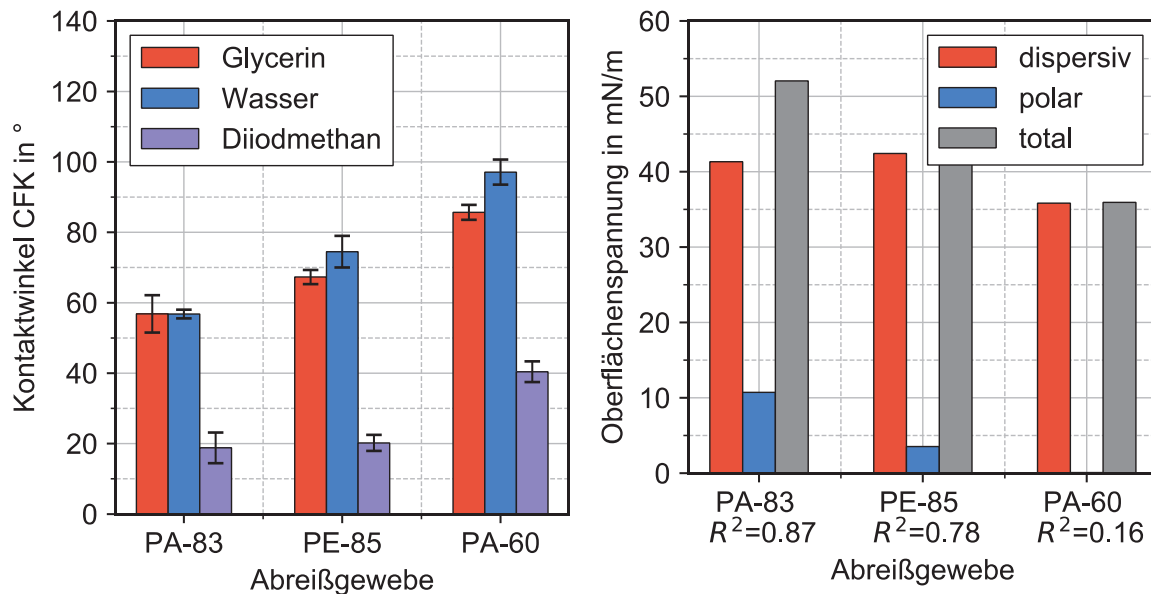 Kontaktwinkel CFK in °
140
120
100
80
60
40
20
0
Glycerin
Wasser
Diiodmethan
PA-83
PE-85
PA-60
Abreißgewebe
Oberflächenspannung in mN/m
60
50
40
30
20
10
0
dispersiv
polar
total
PA-83
PE-85
PA-60
R²=0.87
R²=0.78
R²=0.16
Abreißgewebe